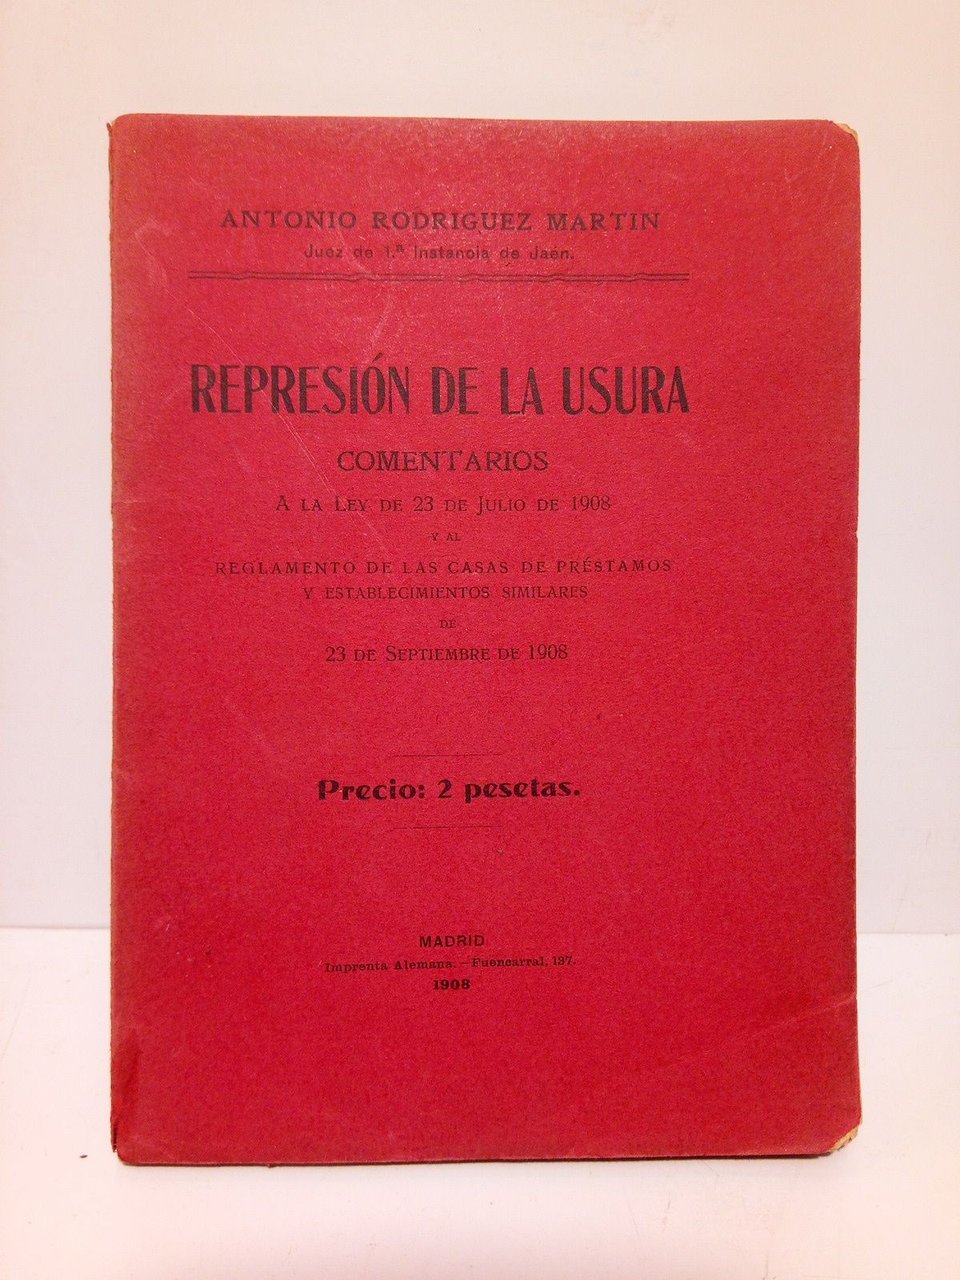 ANTONIO RODRIGUEZ MARTIN
Juez de 1.ª Instancia de Jaén.
REPRESIÓN DE LA USURA
COMENTARIOS
A LA LEY DE 23 DE JULIO DE 1908
Y AL
REGLAMENTO DE LAS CASAS DE PRÉSTAMOS
Y ESTABLECIMIENTOS SIMILARES
DE
23 DE SEPTIEMBRE DE 1908
Precio: 2 pesetas.
MADRID
Imprenta Alemana.—Fuencarral, 137.
1908